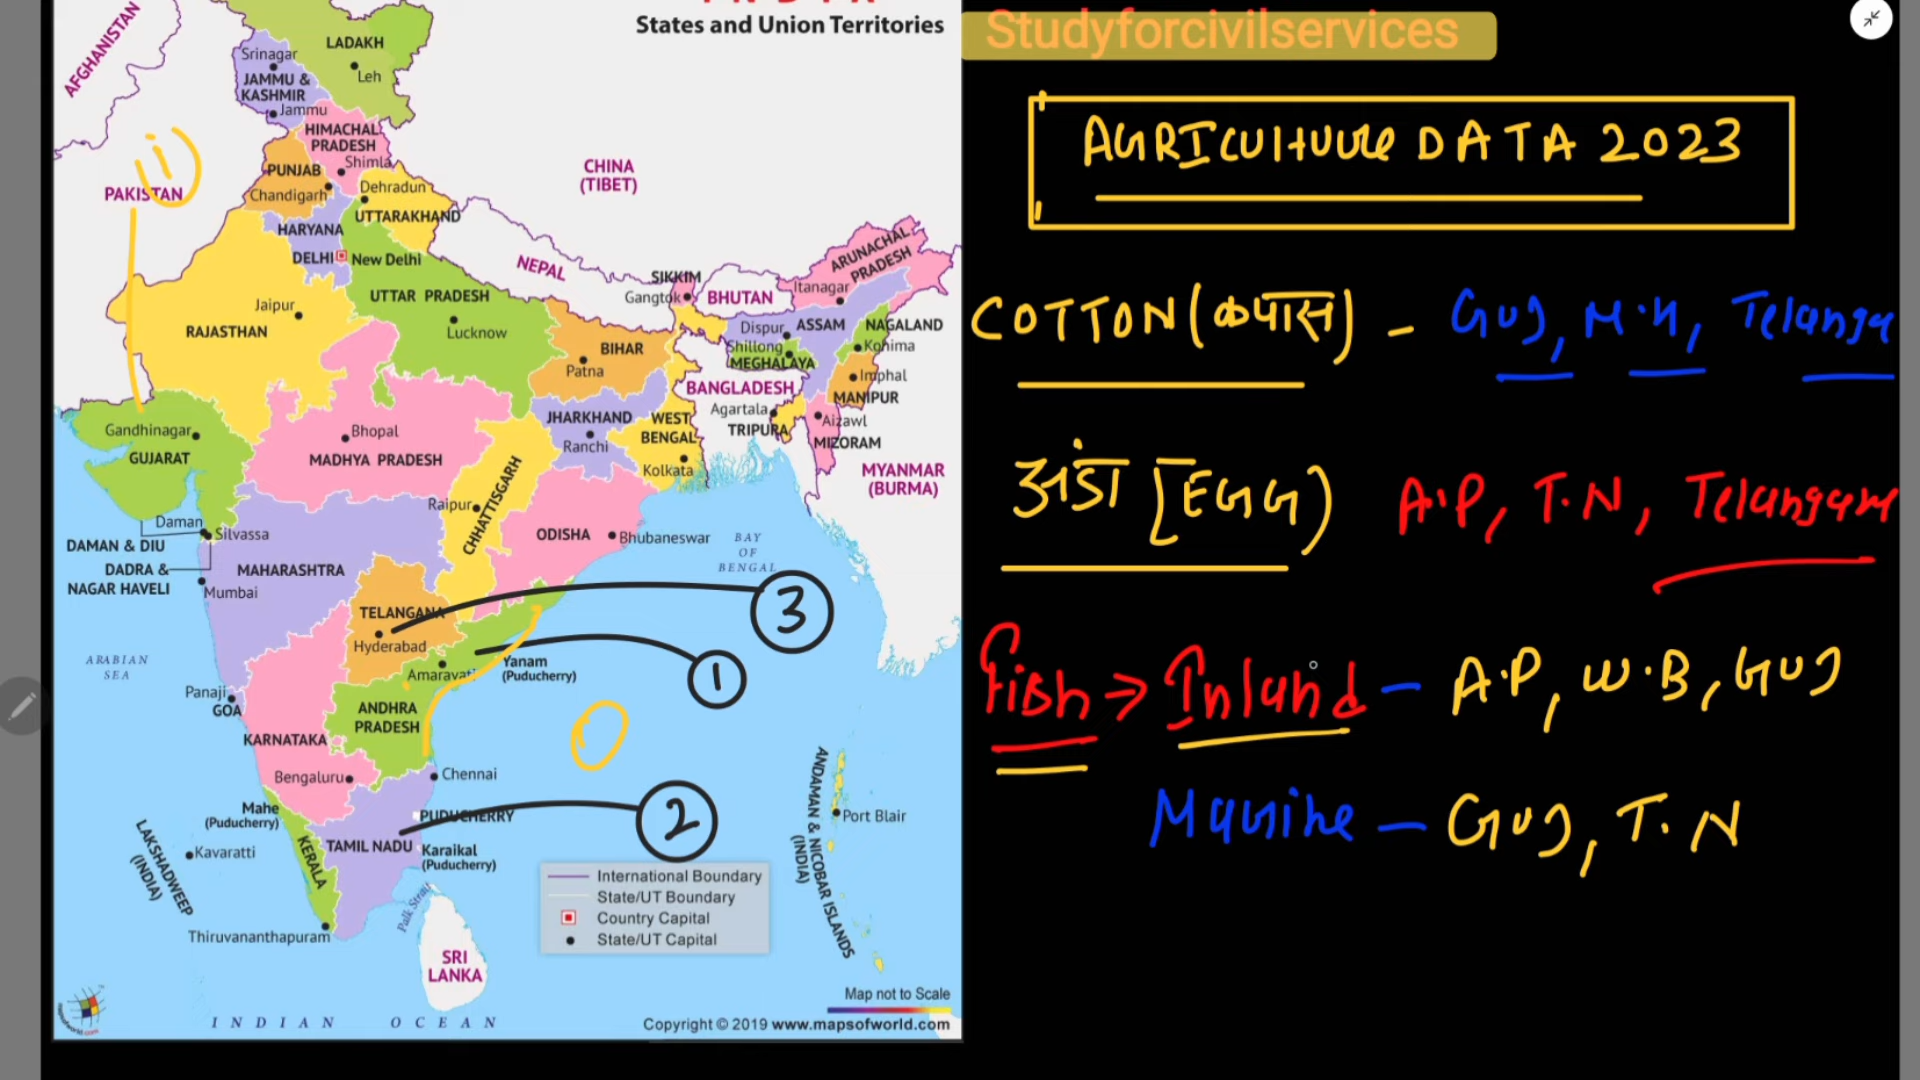 States and Union Territories
AFGHANISTAN
LADAKH
Srinagar
Leh
JAMMU &
KASHMIR
Jammu
HIMACHAL
PRADESH
Shimla
PUNJAB
Chandigarh
Dehradun
UTTARAKHAND
PAKISTAN
CHINA
(TIBET)
HARYANA
DELHI
New Delhi
NEPAL
SIKKIM
Gangtok
BHUTAN
ARUNACHAL
PRADESH
Itanagar
UTTAR PRADESH
Lucknow
Jaipur
RAJASTHAN
BIHAR
Patna
Dispur
ASSAM
NAGALAND
Shillong
Kohima
MEGHALAYA
Imphal
BANGLADESH
MANIPUR
Agartala
TRIPURA
Aizawl
MIZORAM
MYANMAR
(BURMA)
JHARKHAND
Ranchi
WEST
BENGAL
Kolkata
Gandhinagar
GUJARAT
Bhopal
MADHYA PRADESH
Raipur
CHHATTISGARH
ODISHA
Bhubaneswar
BAY
OF
BENGAL
Daman
Silvassa
DAMAN & DIU
DADRA &
NAGAR HAVELI
MAHARASHTRA
Mumbai
TELANGANA
Hyderabad
3
ARABIAN
SEA
Amaravati
Yanam
(Puducherry)
1
Panaji
GOA
ANDHRA
PRADESH
KARNATAKA
Bengaluru
Chennai
Mahe
(Puducherry)
PUDUCHERRY
2
TAMIL NADU
Karaikal
(Puducherry)
KERALA
LAKSHADWEEP
(INDIA)
Kavaratti
Thiruvananthapuram
Palk Strait
SRI
LANKA
ANDAMAN & NICOBAR ISLANDS
(INDIA)
Port Blair
International Boundary
State/UT Boundary
Country Capital
State/UT Capital
INDIAN OCEAN
Map not to Scale
Copyright © 2019 www.mapsofworld.com
Studyforcivilservices
AGRICULTURE DATA 2023
COTTON (कपास) - Guj, M.H, Telanga
अंडा [EGG) A.P, T.N, Telangana
Fish → Inland - A.P, W.B, Guj
Marine - Guj, T.N